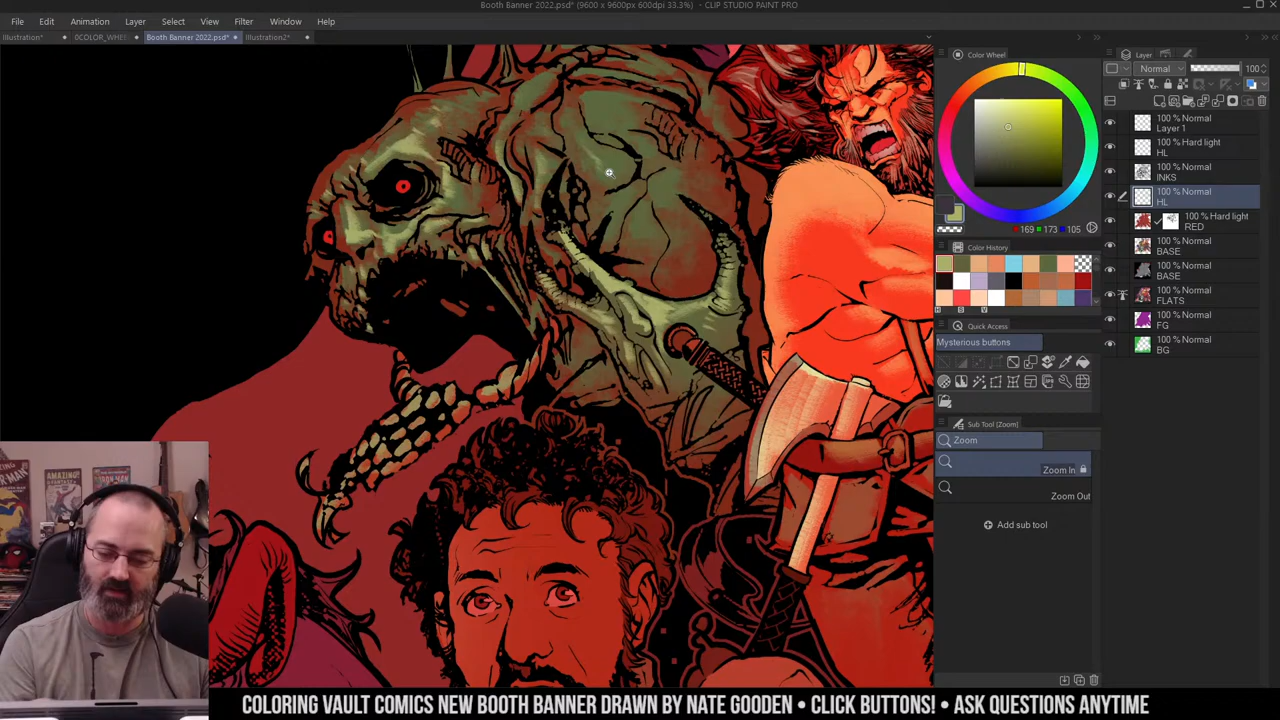 Booth Banner 2022.psd* (9600 x 9600px 600dpi 33.3%) - CLIP STUDIO PAINT PRO
File Edit Animation Layer Select View Filter Window Help
Illustration* 0COLOR_WHE Booth Banner 2022.psd* Illustration2*
Color Wheel
169 173 105
Color History
H S V
Quick Access
Mysterious buttons
Sub Tool [Zoom]
Zoom
Zoom In
Zoom Out
Add sub tool
Layer
Normal 100
100 % Normal
Layer 1
100 % Hard light
HL
100 % Normal
INKS
100 % Normal
HL
100 % Hard light
RED
100 % Normal
BASE
100 % Normal
BASE
100 % Normal
FLATS
100 % Normal
FG
100 % Normal
BG
AMAZING
COLORING VAULT COMICS NEW BOOTH BANNER DRAWN BY NATE GOODEN • CLICK BUTTONS! • ASK QUESTIONS ANYTIME